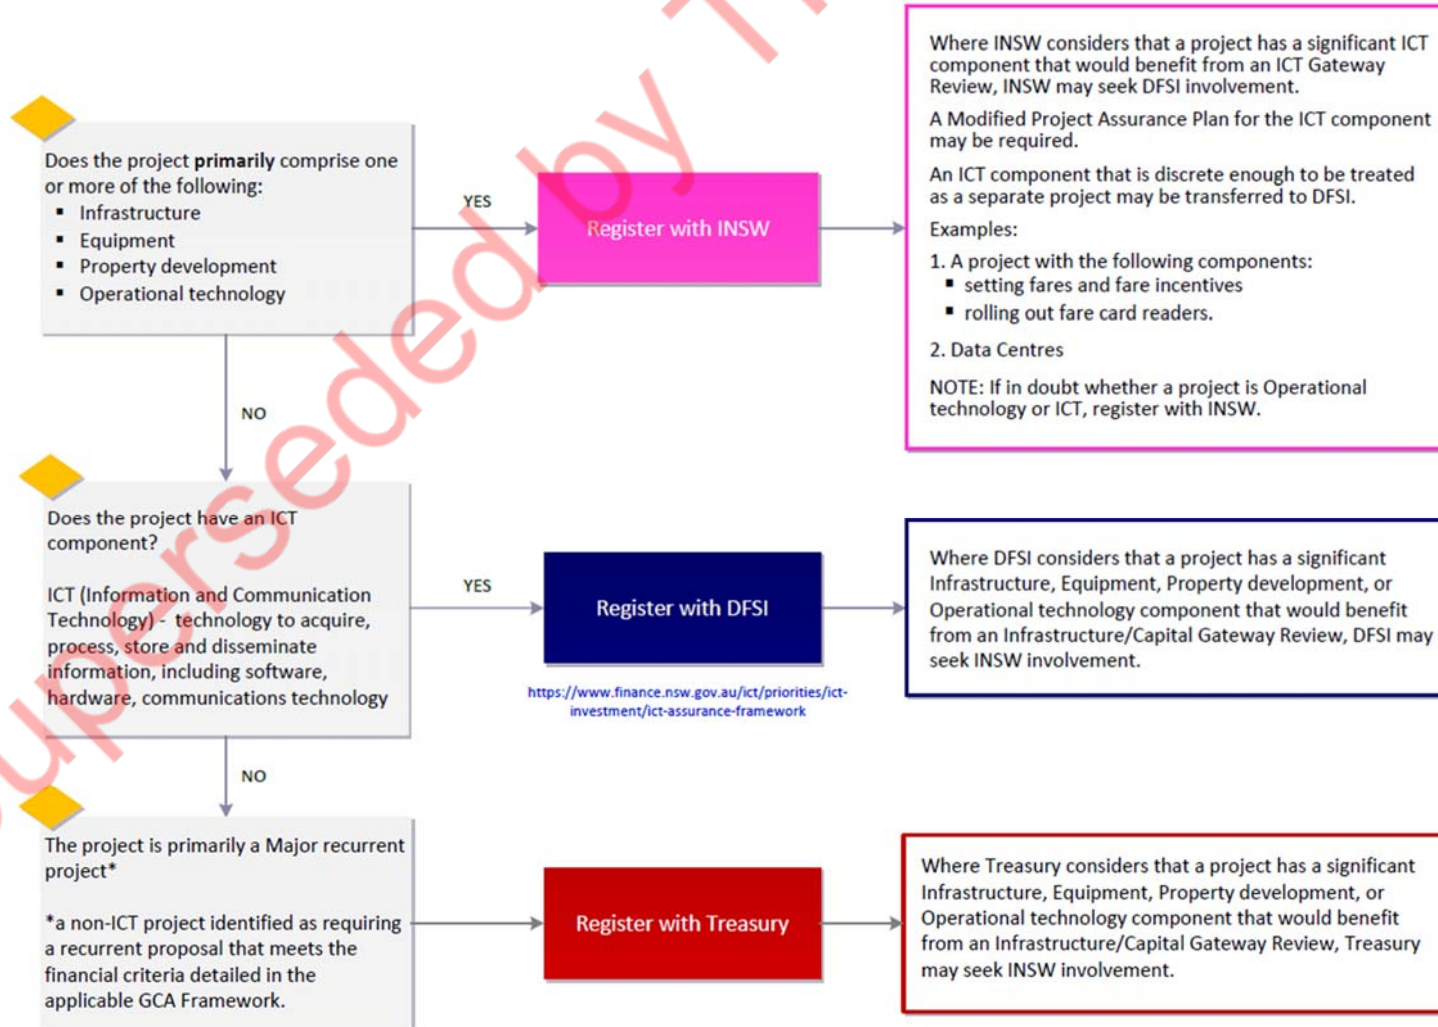 Does the project primarily comprise one
or more of the following:
▪ Infrastructure
▪ Equipment
▪ Property development
▪ Operational technology
YES
Register with INSW
Where INSW considers that a project has a significant ICT
component that would benefit from an ICT Gateway
Review, INSW may seek DFSI involvement.
A Modified Project Assurance Plan for the ICT component
may be required.
An ICT component that is discrete enough to be treated
as a separate project may be transferred to DFSI.
Examples:
1. A project with the following components:
▪ setting fares and fare incentives
▪ rolling out fare card readers.
2. Data Centres
NOTE: If in doubt whether a project is Operational
technology or ICT, register with INSW.
NO
Does the project have an ICT
component?
ICT (Information and Communication
Technology) - technology to acquire,
process, store and disseminate
information, including software,
hardware, communications technology
YES
Register with DFSI
https://www.finance.nsw.gov.au/ict/priorities/ict-
investment/ict-assurance-framework
Where DFSI considers that a project has a significant
Infrastructure, Equipment, Property development, or
Operational technology component that would benefit
from an Infrastructure/Capital Gateway Review, DFSI may
seek INSW involvement.
NO
The project is primarily a Major recurrent
project*
*a non-ICT project identified as requiring
a recurrent proposal that meets the
financial criteria detailed in the
applicable GCA Framework.
Register with Treasury
Where Treasury considers that a project has a significant
Infrastructure, Equipment, Property development, or
Operational technology component that would benefit
from an Infrastructure/Capital Gateway Review, Treasury
may seek INSW involvement.
superseded by